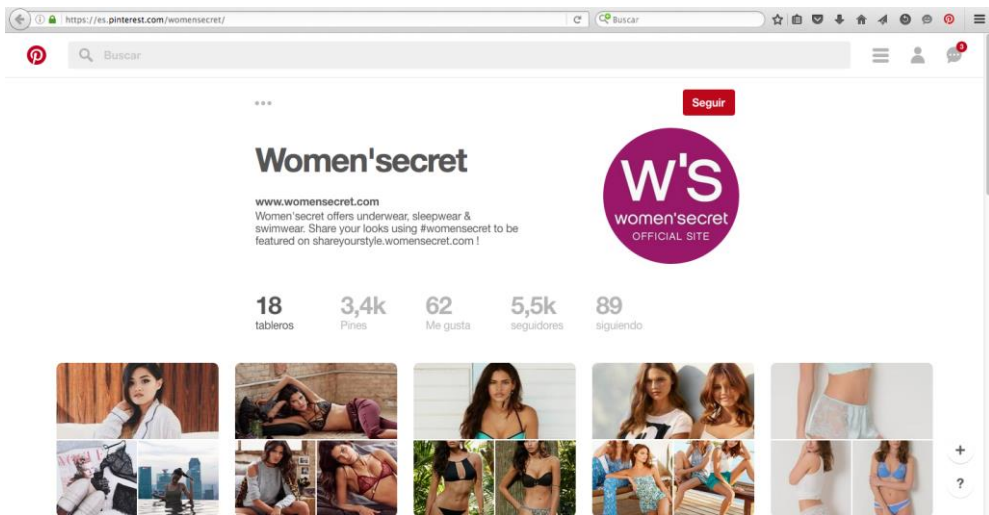 https://es.pinterest.com/womensecret/
Buscar
Buscar
3
Seguir
Women'secret
www.womensecret.com
Women'secret offers underwear, sleepwear &
swimwear. Share your looks using #womensecret to be
featured on shareyourstyle.womensecret.com !
W'S
women'secret
OFFICIAL SITE
18 3,4k 62 5,5k 89
tableros Pines Me gusta seguidores siguiendo
+
?